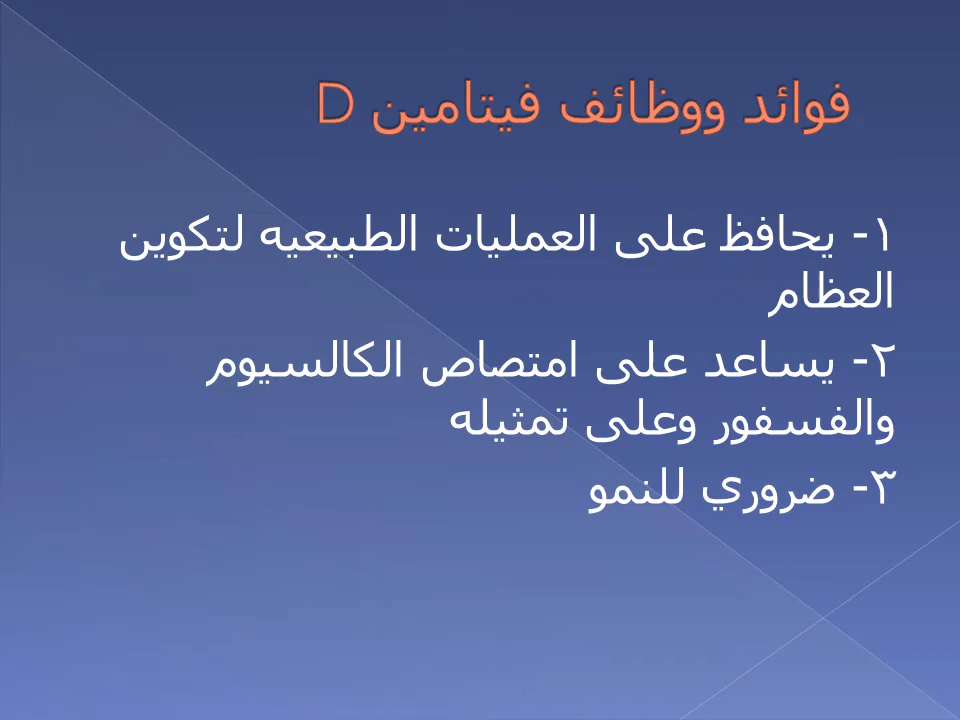 فوائد ووظائف فيتامين D
١- يحافظ على العمليات الطبيعيه لتكوين
العظام
٢- يساعد على امتصاص الكالسيوم
والفسفور وعلى تمثيله
٣- ضروري للنمو